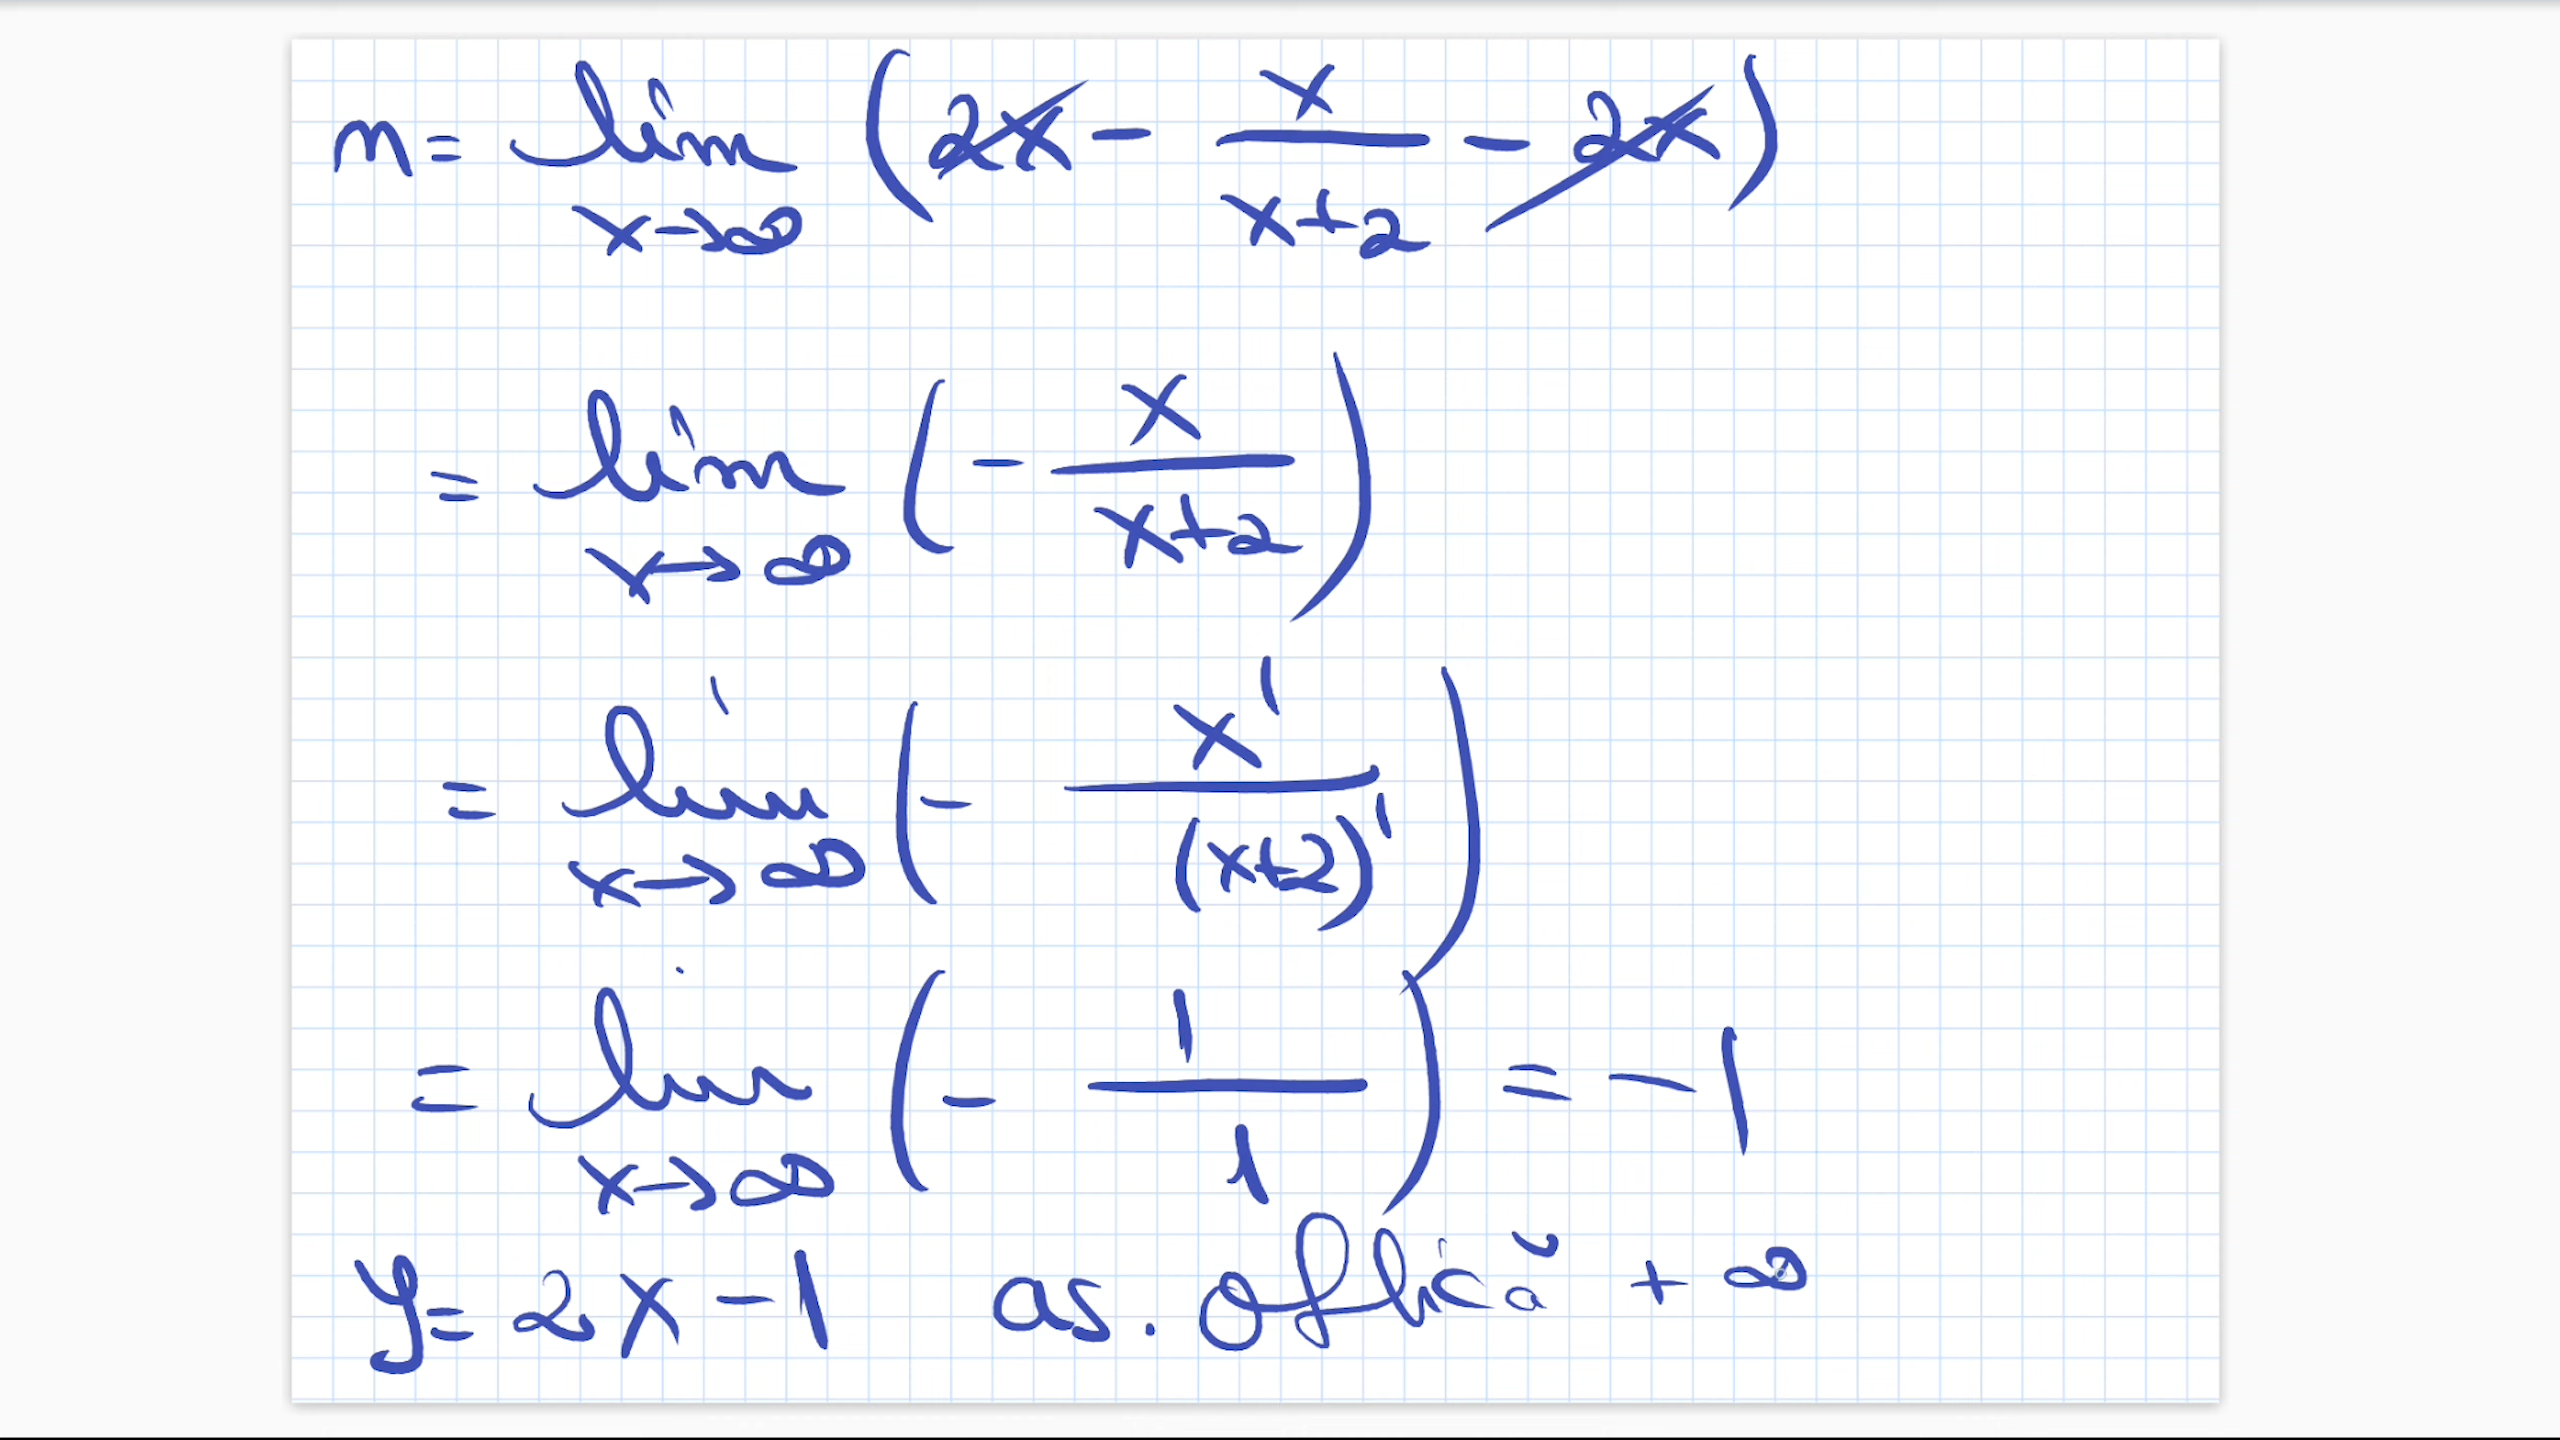 n = lim x→∞ (2x − x/(x+2) − 2x)
= lim x→∞ (− x/(x+2))
= lim x→∞ (− x'/(x+2)')
= lim x→∞ (− 1/1) = −1
y = 2x − 1 as. oblică +∞